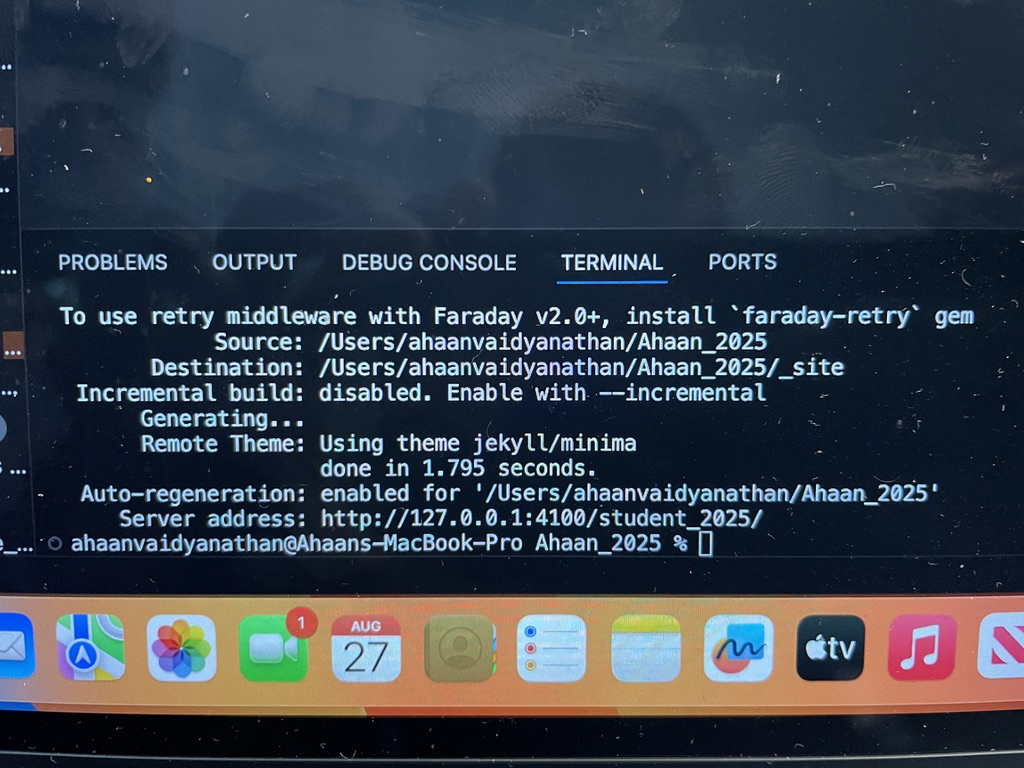 PROBLEMS OUTPUT DEBUG CONSOLE TERMINAL PORTS
To use retry middleware with Faraday v2.0+, install `faraday-retry` gem
Source: /Users/ahaanvaidyanathan/Ahaan_2025
Destination: /Users/ahaanvaidyanathan/Ahaan_2025/_site
Incremental build: disabled. Enable with --incremental
Generating...
Remote Theme: Using theme jekyll/minima
done in 1.795 seconds.
Auto-regeneration: enabled for '/Users/ahaanvaidyanathan/Ahaan_2025'
Server address: http://127.0.0.1:4100/student_2025/
ahaanvaidyanathan@Ahaans-MacBook-Pro Ahaan_2025 %
1
AUG
27
tv